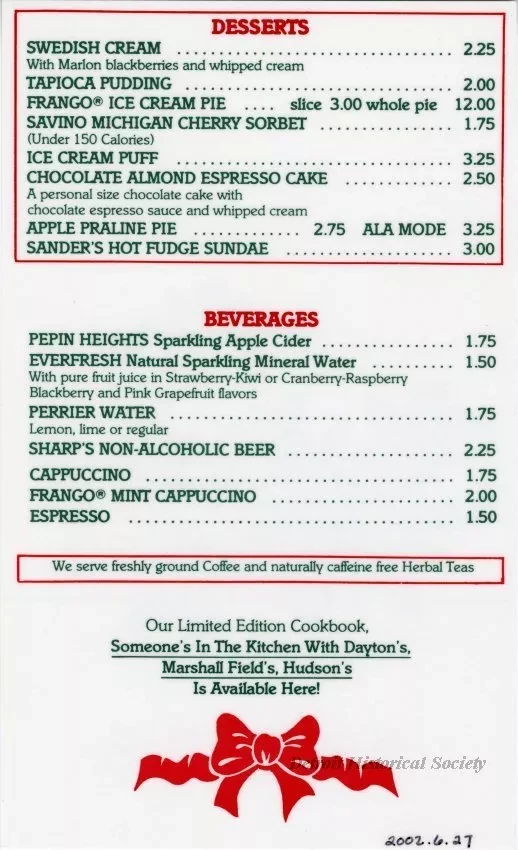 DESSERTS
SWEDISH CREAM ........................................ 2.25
With Marlon blackberries and whipped cream
TAPIOCA PUDDING ...................................... 2.00
FRANGO® ICE CREAM PIE .... slice 3.00 whole pie 12.00
SAVINO MICHIGAN CHERRY SORBET ................ 1.75
(Under 150 Calories)
ICE CREAM PUFF ........................................ 3.25
CHOCOLATE ALMOND ESPRESSO CAKE ............. 2.50
A personal size chocolate cake with
chocolate espresso sauce and whipped cream
APPLE PRALINE PIE ............. 2.75 ALA MODE 3.25
SANDER'S HOT FUDGE SUNDAE .................... 3.00
BEVERAGES
PEPIN HEIGHTS Sparkling Apple Cider ................ 1.75
EVERFRESH Natural Sparkling Mineral Water .......... 1.50
With pure fruit juice in Strawberry-Kiwi or Cranberry-Raspberry
Blackberry and Pink Grapefruit flavors
PERRIER WATER ...................................... 1.75
Lemon, lime or regular
SHARP'S NON-ALCOHOLIC BEER ...................... 2.25
CAPPUCCINO ........................................ 1.75
FRANGO® MINT CAPPUCCINO ........................ 2.00
ESPRESSO ........................................ 1.50
We serve freshly ground Coffee and naturally caffeine free Herbal Teas
Our Limited Edition Cookbook,
Someone's In The Kitchen With Dayton's,
Marshall Field's, Hudson's
Is Available Here!
Detroit Historical Society
2002.6.27